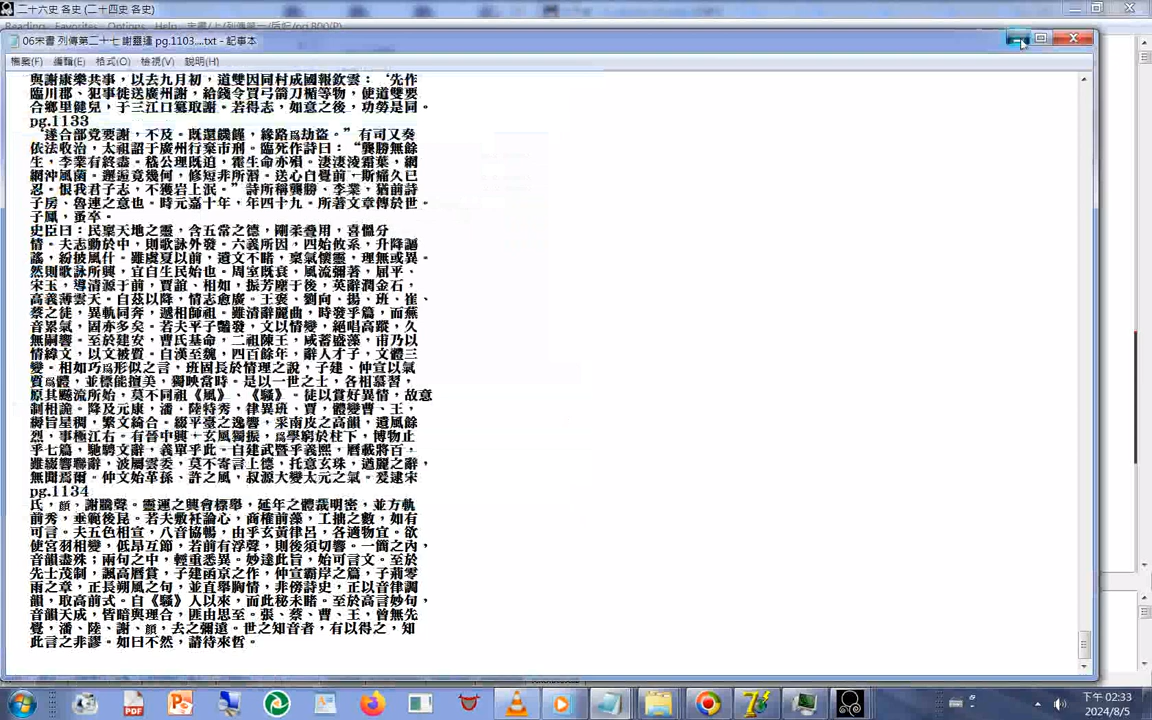 二十六史 各史 (二十四史 各史)
06宋書 列傳第二十七 謝靈運 pg.1103....txt - 記事本
檔案(F) 編輯(E) 格式(O) 檢視(V) 說明(H)
與謝康樂共事，以去九月初，道雙因同村成國報欽雲：‘先作
臨川郡、犯事徙送廣州謝，給錢令買弓箭刀楯等物，使道雙要
合鄉里健兒，于三江口篡取謝。若得志，如意之後，功勞是同。
pg.1133
’遂合部党要謝，不及。既還饑饉，緣路為劫盜。”有司又奏
依法收治，太祖詔于廣州行棄市刑。臨死作詩曰：“龔勝無餘
生，李業有終盡。嵇公理既迫，霍生命亦殞。淒淒淩霜葉，網
網沖風菌。邂逅竟幾何，修短非所湣。送心自覺前，斯痛久已
忍。恨我君子志，不獲岩上泯。”詩所稱龔勝、李業，猶前詩
子房、魯連之意也。時元嘉十年，年四十九。所著文章傳於世。
子鳳，蚤卒。
史臣曰：民稟天地之靈，含五常之德，剛柔疊用，喜慍分
情。夫志動於中，則歌詠外發。六義所因，四始攸系，升降謳
謠，紛披風什。雖虞夏以前，遺文不睹，稟氣懷靈，理無或異。
然則歌詠所興，宜自生民始也。周室既衰，風流彌著，屈平、
宋玉，導清源于前，賈誼、相如，振芳塵于後，英辭潤金石，
高義薄雲天。自茲以降，情志愈廣。王褒、劉向、揚、班、崔、
蔡之徒，異軌同奔，遞相師祖。雖清辭麗曲，時發乎篇，而蕪
音累氣，固亦多矣。若夫平子豔發，文以情變，絕唱高蹤，久
無嗣響。至於建安，曹氏基命，二祖陳王，咸蓄盛藻，甫乃以
情緯文，以文被質。自漢至魏，四百餘年，辭人才子，文體三
變。相如巧為形似之言，班固長於情理之說，子建、仲宣以氣
質為體，並標能擅美，獨映當時。是以一世之士，各相慕習，
原其飈流所始，莫不同祖《風》、《騷》。徒以賞好異情，故意
制相詭。降及元康，潘、陸特秀，律異班、賈，體變曹、王，
縟旨星稠，繁文綺合。綴平臺之逸響，采南皮之高韻，遺風餘
烈，事極江右。有晉中興，玄風獨振，為學窮於柱下，博物止
乎七篇，馳騁文辭，義單乎此。自建武暨乎義熙，曆載將百，
雖綴響聯辭，波屬雲委，莫不寄言上德，托意玄珠，遒麗之辭，
無聞焉爾。仲文始革孫、許之風，叔源大變太元之氣。爰逮宋
pg.1134
氏，顏、謝騰聲。靈運之興會標舉，延年之體裁明密，並方軌
前秀，垂範後昆。若夫敷衽論心，商榷前藻，工拙之數，如有
可言。夫五色相宣，八音協暢，由乎玄黃律呂，各適物宜。欲
使宮羽相變，低昂互節，若前有浮聲，則後須切響。一簡之內，
音韻盡殊；兩句之中，輕重悉異。妙達此旨，始可言文。至於
先士茂制，諷高曆賞，子建函京之作，仲宣霸岸之篇，子荊零
雨之章，正長朔風之句，並直舉胸情，非傍詩史，正以音律調
韻，取高前式。自《騷》人以來，而此秘未睹。至於高言妙句，
音韻天成，皆暗與理合，匪由思至。張、蔡、曹、王，曾無先
覺，潘、陸、謝、顏，去之彌遠。世之知音者，有以得之，知
此言之非謬。如曰不然，請待來哲。
下午 02:33
2024/8/5